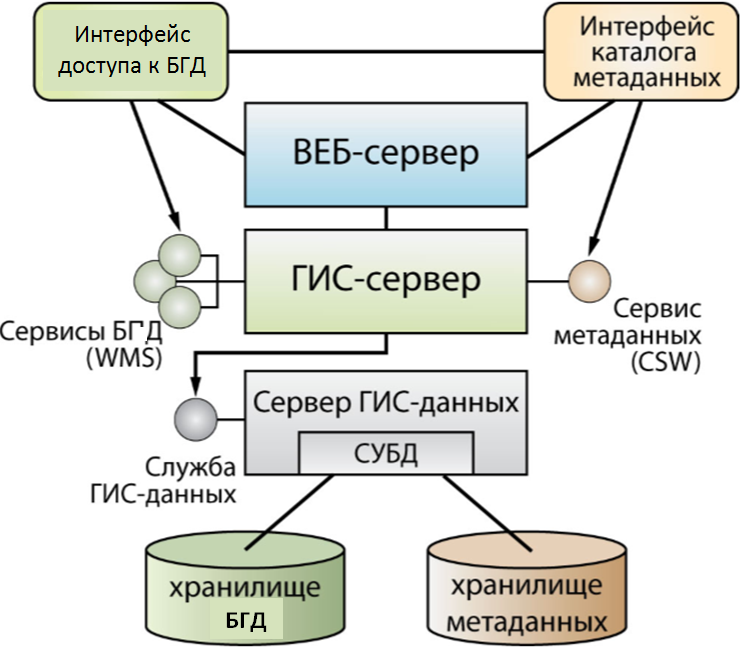 Интерфейс
доступа к БГД
Интерфейс
каталога
метаданных
ВЕБ-сервер
ГИС-сервер
Сервисы БГД
(WMS)
Сервис
метаданных
(CSW)
Сервер ГИС-данных
СУБД
Служба
ГИС-данных
хранилище
БГД
хранилище
метаданных